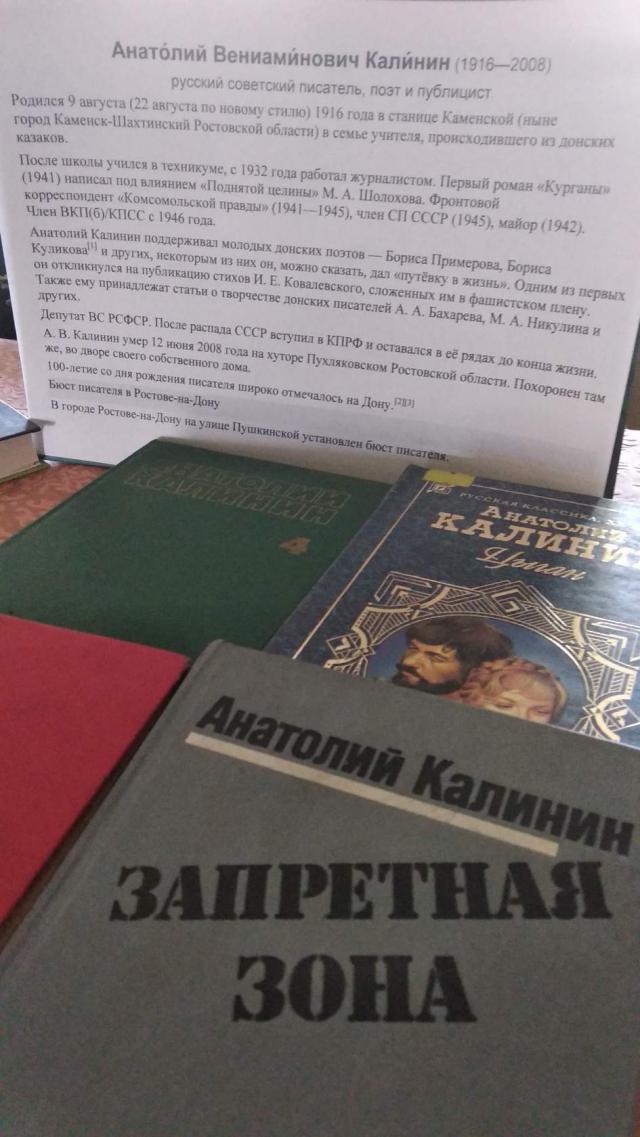 Анато́лий Вениами́нович Кали́нин (1916—2008)
русский советский писатель, поэт и публицист
Родился 9 августа (22 августа по новому стилю) 1916 года в станице Каменской (ныне
город Каменск-Шахтинский Ростовской области) в семье учителя, происходившего из донских
казаков.
После школы учился в техникуме, с 1932 года работал журналистом. Первый роман «Курганы»
(1941) написал под влиянием «Поднятой целины» М. А. Шолохова. Фронтовой
корреспондент «Комсомольской правды» (1941—1945), член СП СССР (1945), майор (1942).
Член ВКП(б)/КПСС с 1946 года.
Анатолий Калинин поддерживал молодых донских поэтов — Бориса Примерова, Бориса
Куликова[1] и других, некоторым из них он, можно сказать, дал «путёвку в жизнь». Одним из первых
он откликнулся на публикацию стихов И. Е. Ковалевского, сложенных им в фашистском плену.
Также ему принадлежат статьи о творчестве донских писателей А. А. Бахарева, М. А. Никулина и
других.
Депутат ВС РСФСР. После распада СССР вступил в КПРФ и оставался в её рядах до конца жизни.
А. В. Калинин умер 12 июня 2008 года на хуторе Пухляковском Ростовской области. Похоронен там
же, во дворе своего собственного дома.
100-летие со дня рождения писателя широко отмечалось на Дону.[2][3]
Бюст писателя в Ростове-на-Дону
В городе Ростове-на-Дону на улице Пушкинской установлен бюст писателя.
АНАТОЛИЙ
КАЛИНИН
4
РУССКАЯ КЛАССИКА
АНАТОЛИЙ
КАЛИНИН
Цыган
Анатолий Калинин
ЗАПРЕТНАЯ
ЗОНА